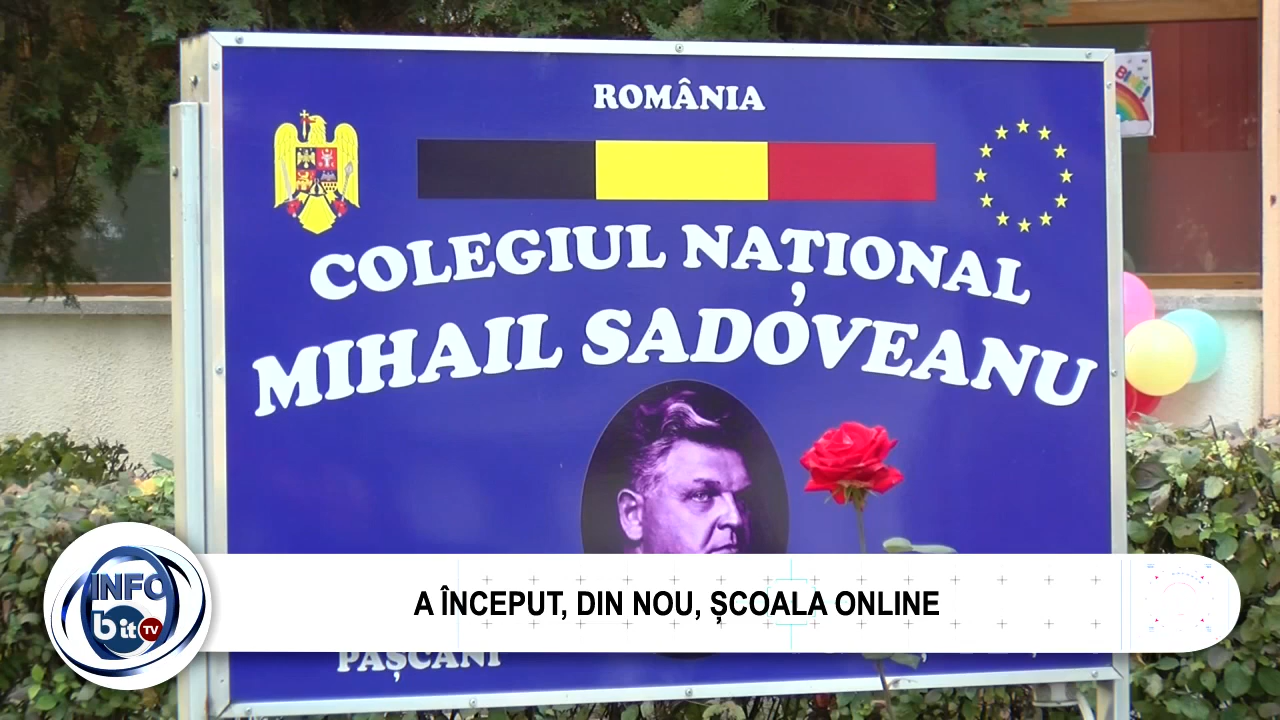 ROMÂNIA
COLEGIUL NAȚIONAL
MIHAIL SADOVEANU
A ÎNCEPUT, DIN NOU, ȘCOALA ONLINE
INFO
bit TV
PAȘCANI